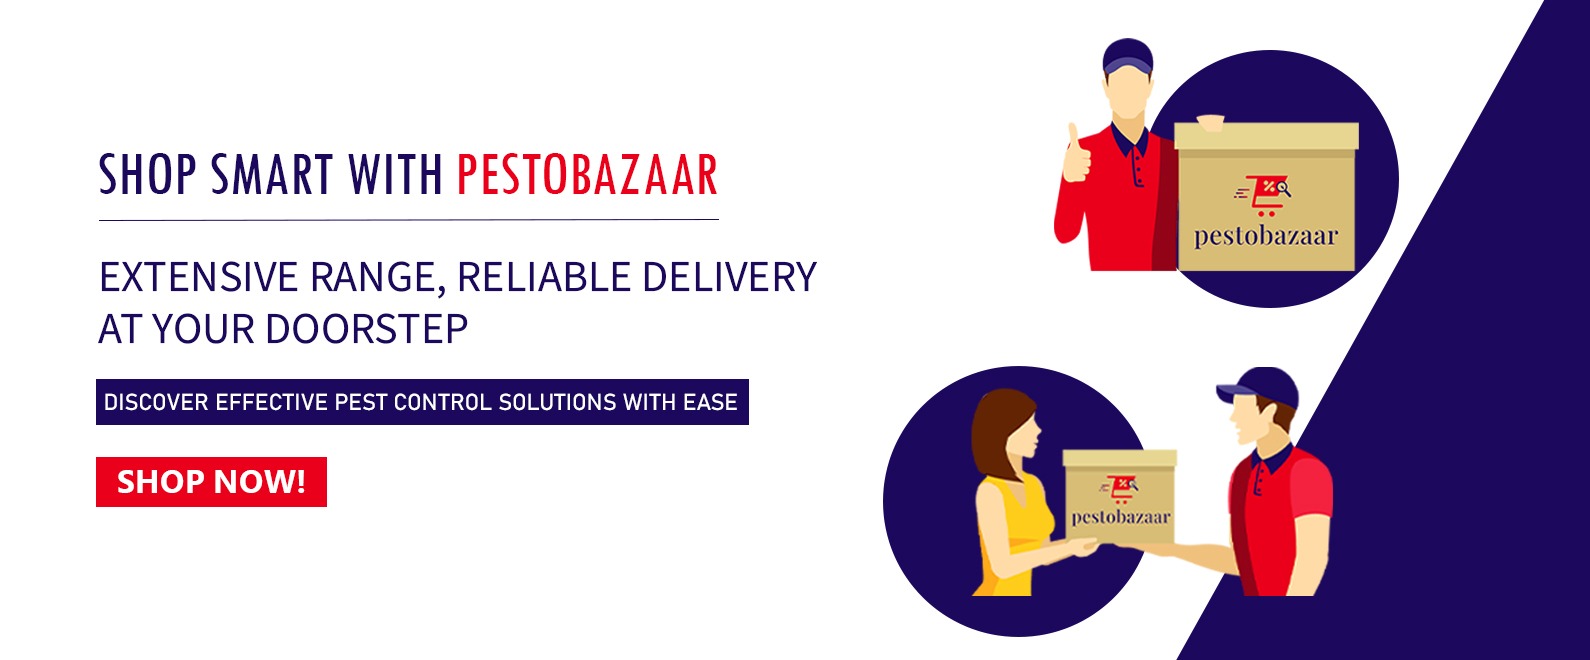 SHOP SMART WITH PESTOBAZAAR
EXTENSIVE RANGE, RELIABLE DELIVERY
AT YOUR DOORSTEP
DISCOVER EFFECTIVE PEST CONTROL SOLUTIONS WITH EASE
SHOP NOW!
%
pestobazaar
%
pestobazaar